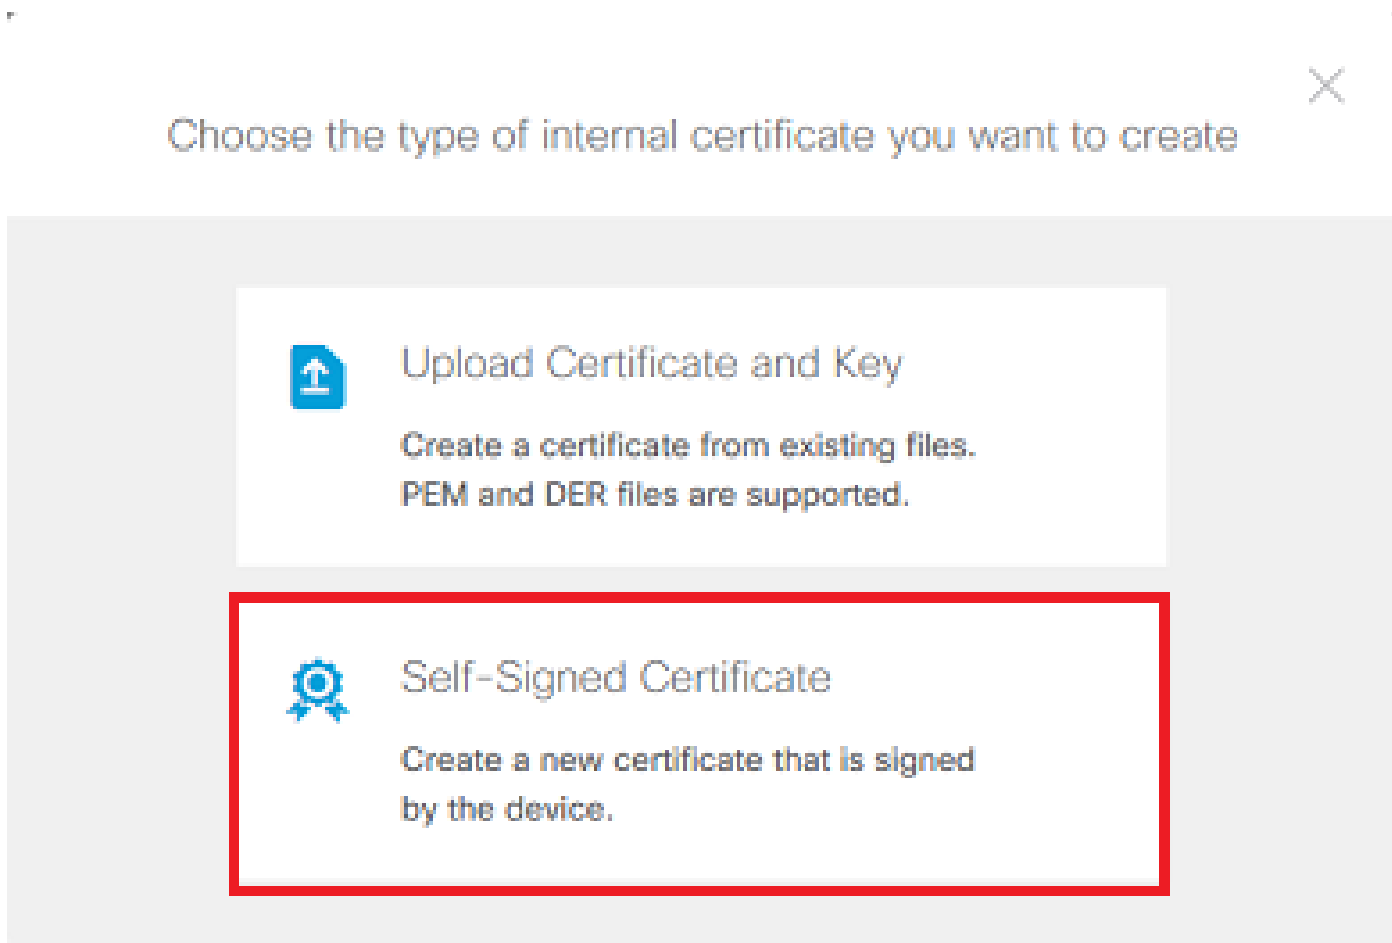 Choose the type of internal certificate you want to create
Upload Certificate and Key
Create a certificate from existing files.
PEM and DER files are supported.
Self-Signed Certificate
Create a new certificate that is signed
by the device.